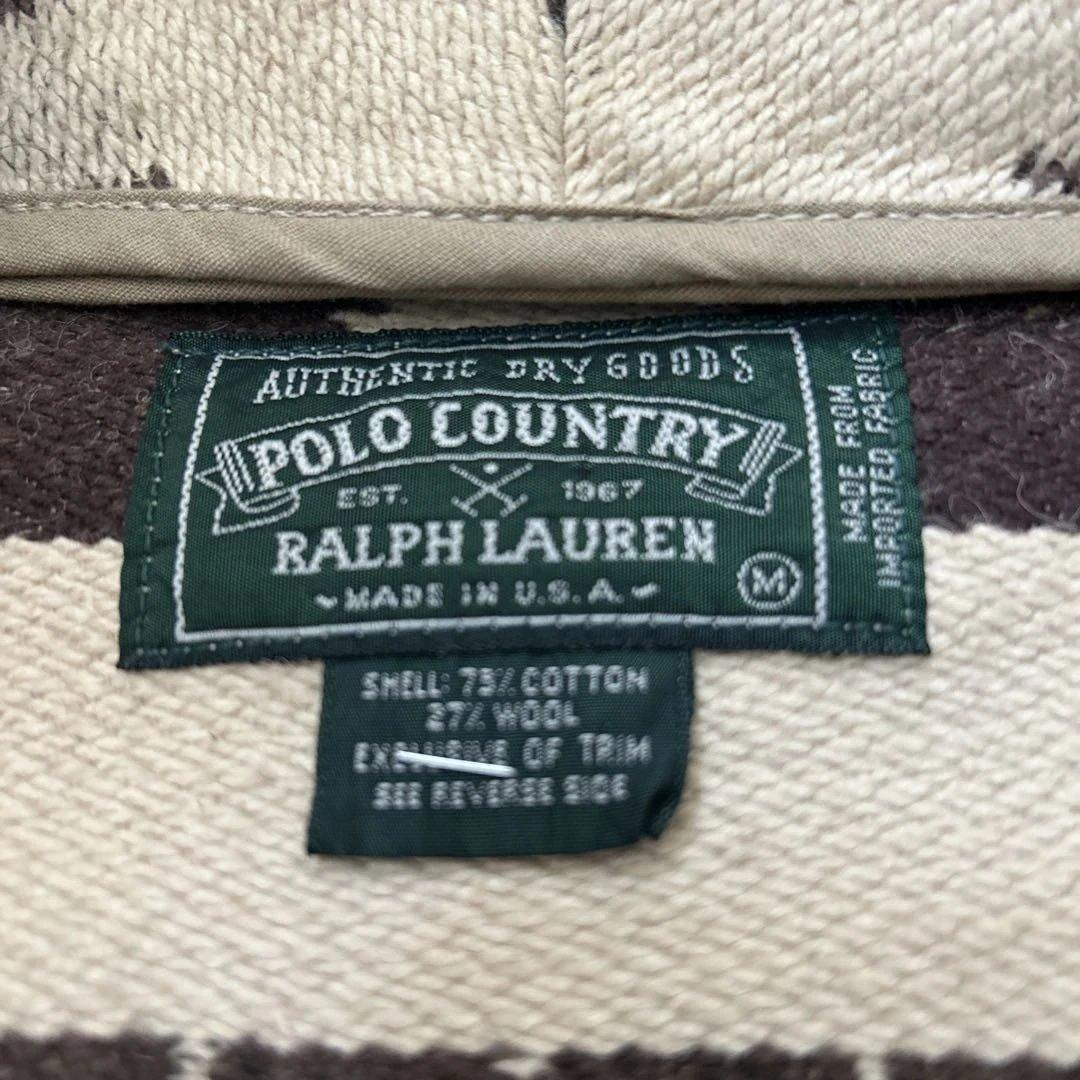 AUTHENTIC DRY GOODS
POLO COUNTRY
EST. 1967
RALPH LAUREN
MADE IN U.S.A.
M
MADE FROM
IMPORTED FABRIC
SHELL: 73% COTTON
27% WOOL
EXCLUSIVE OF TRIM
SEE REVERSE SIDE